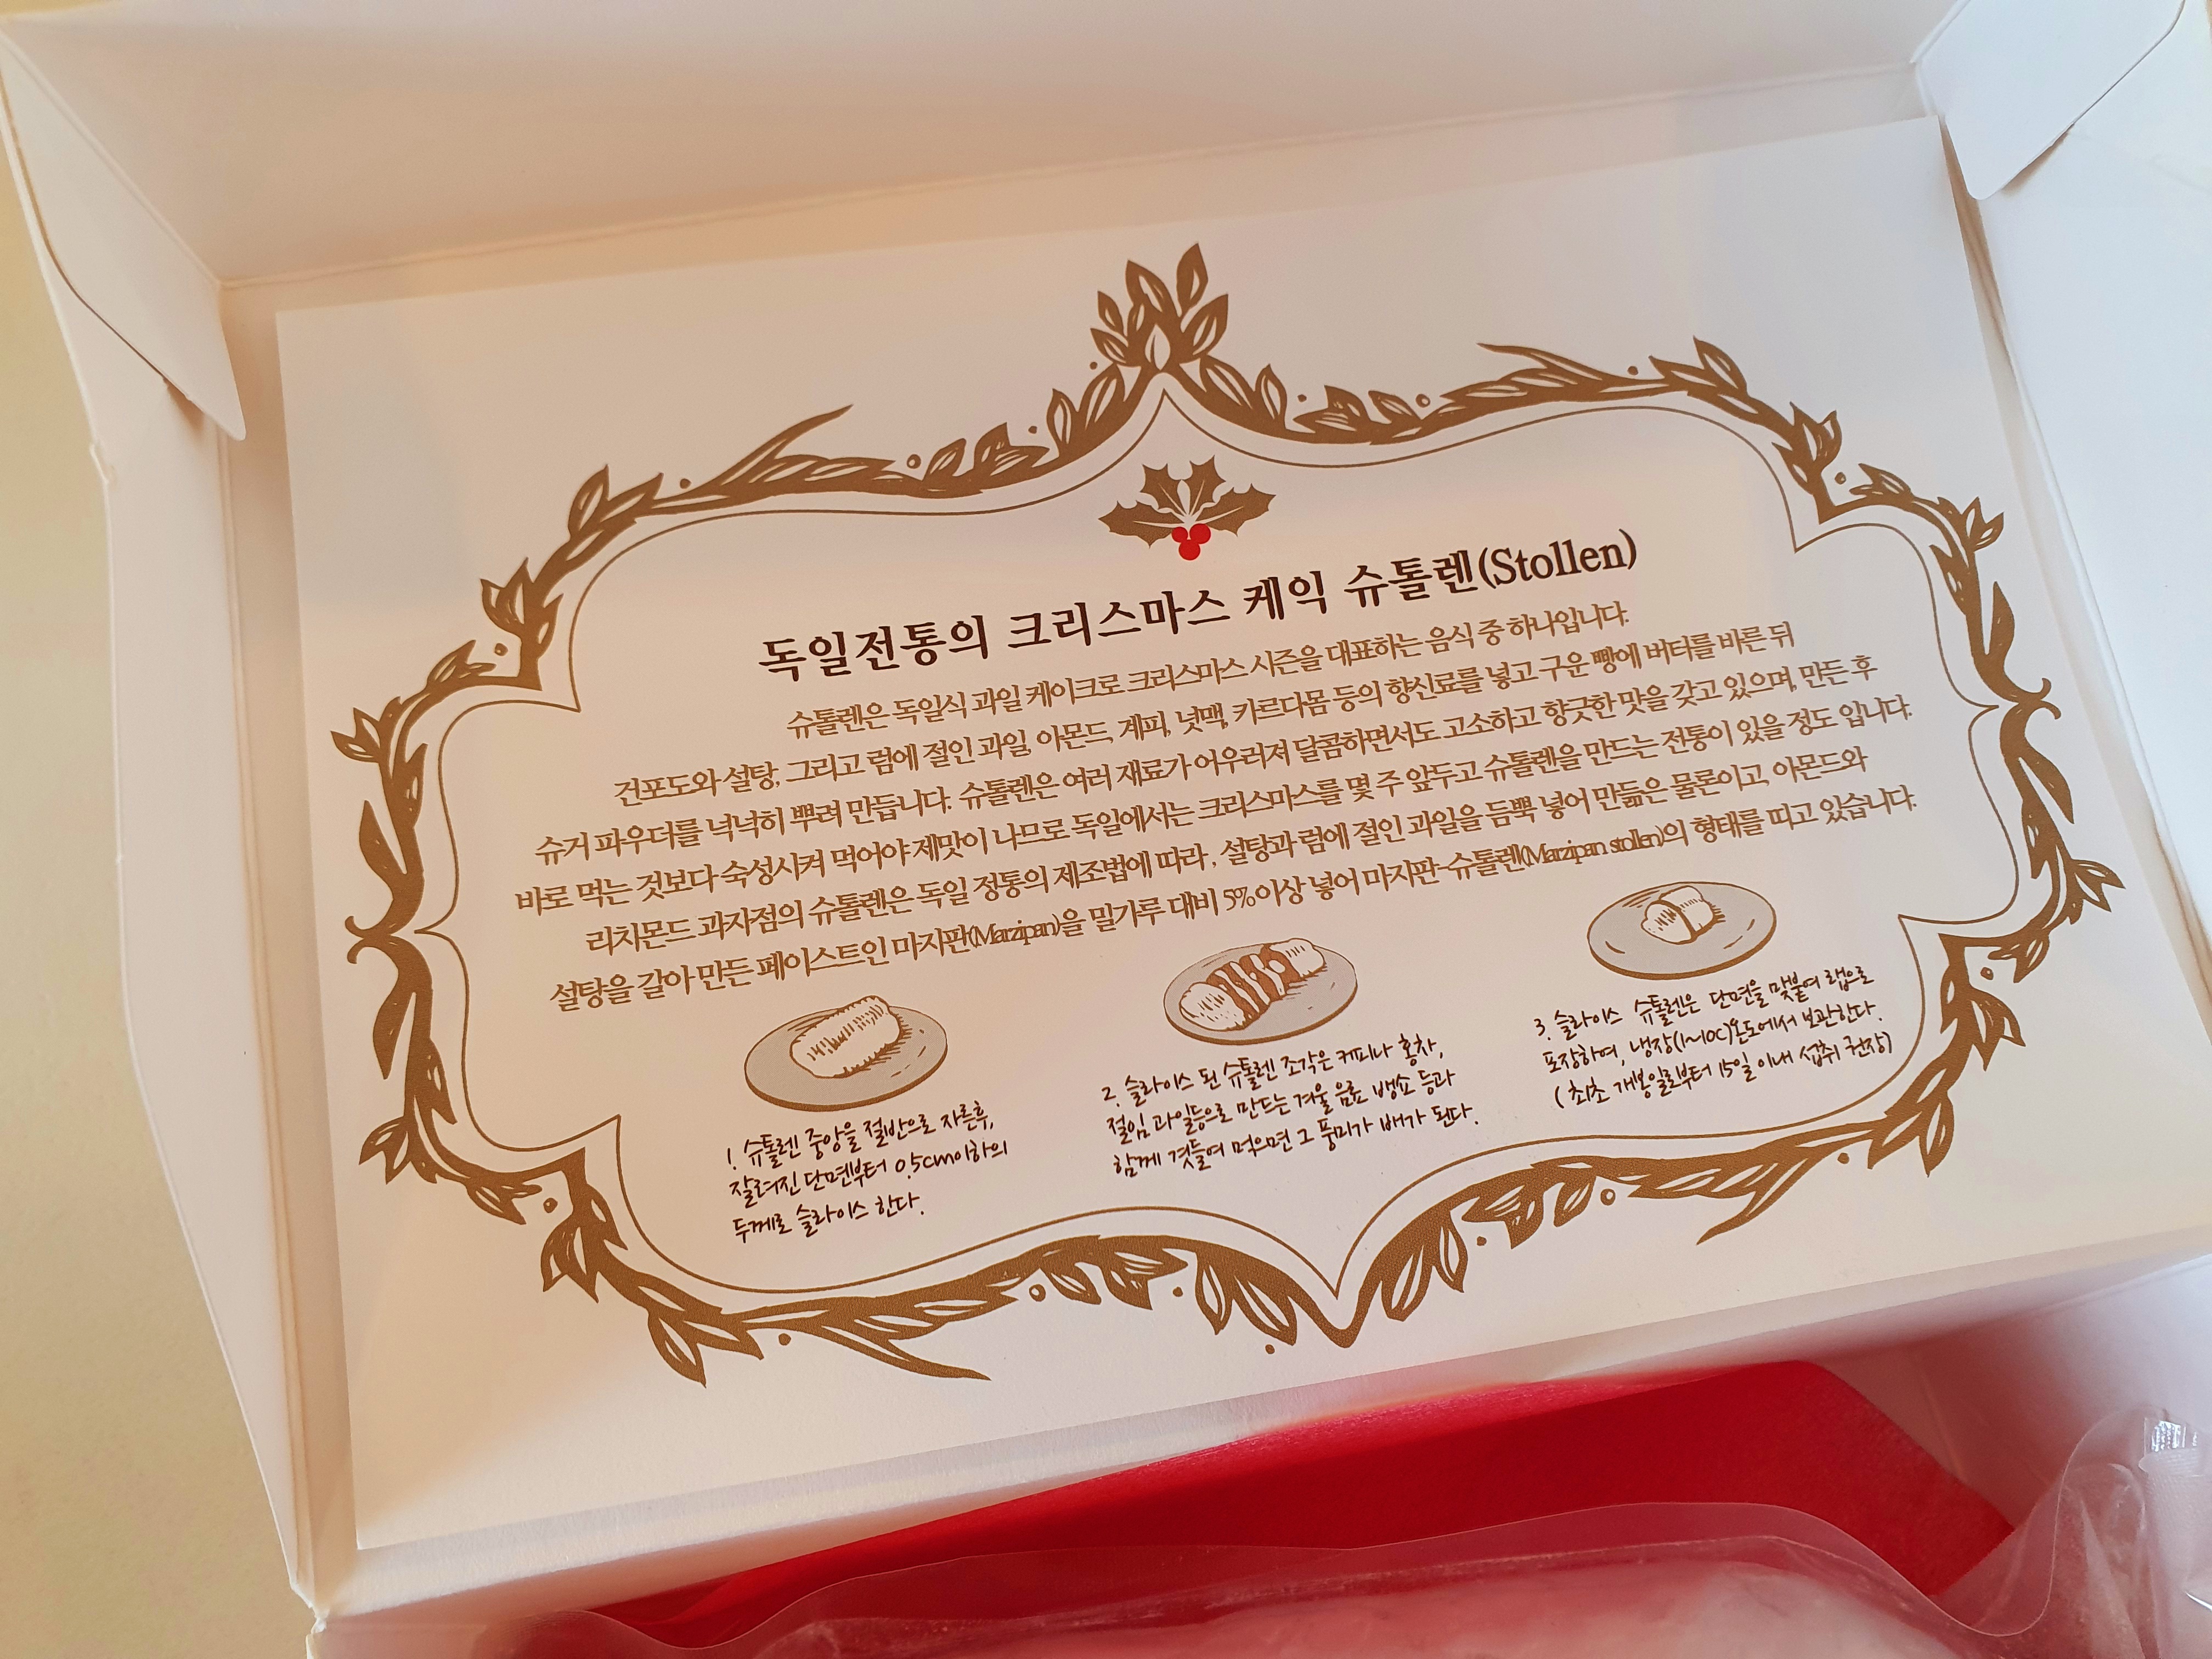 독일전통의 크리스마스 케익 슈톨렌(Stollen)
슈톨렌은 독일식 과일 케이크로 크리스마스 시즌을 대표하는 음식 중 하나입니다.
건포도와 설탕, 그리고 럼에 절인 과일, 아몬드, 계피, 넛맥, 카르다몸 등의 향신료를 넣고 구운 빵에 버터를 바른 뒤
슈거 파우더를 넉넉히 뿌려 만듭니다. 슈톨렌은 여러 재료가 어우러져 달콤하면서도 고소하고 향긋한 맛을 갖고 있으며, 만든 후
바로 먹는 것보다 숙성시켜 먹어야 제맛이 나므로 독일에서는 크리스마스를 몇 주 앞두고 슈톨렌을 만드는 전통이 있을 정도 입니다.
리치몬드 과자점의 슈톨렌은 독일 정통의 제조법에 따라, 설탕과 럼에 절인 과일을 듬뿍 넣어 만듦은 물론이고, 아몬드와
설탕을 갈아 만든 페이스트인 마지판(Marzipan)을 밀가루 대비 5%이상 넣어 마지판-슈톨렌(Marzipan stollen)의 형태를 띠고 있습니다.
1. 슈톨렌 중앙을 절반으로 자른후,
잘려진 단면부터 0.5cm이하의
두께로 슬라이스 한다.
2. 슬라이스 된 슈톨렌 조각은 커피나 홍차,
절임 과일등으로 만드는 겨울 음료 뱅쇼 등과
함께 곁들여 먹으면 그 풍미가 배가 된다.
3. 슬라이스 슈톨렌은 단면을 맞붙여 랩으로
포장하여, 냉장(1~10C)온도에서 보관한다.
(최초 개봉일로부터 15일 이내 섭취 권장)